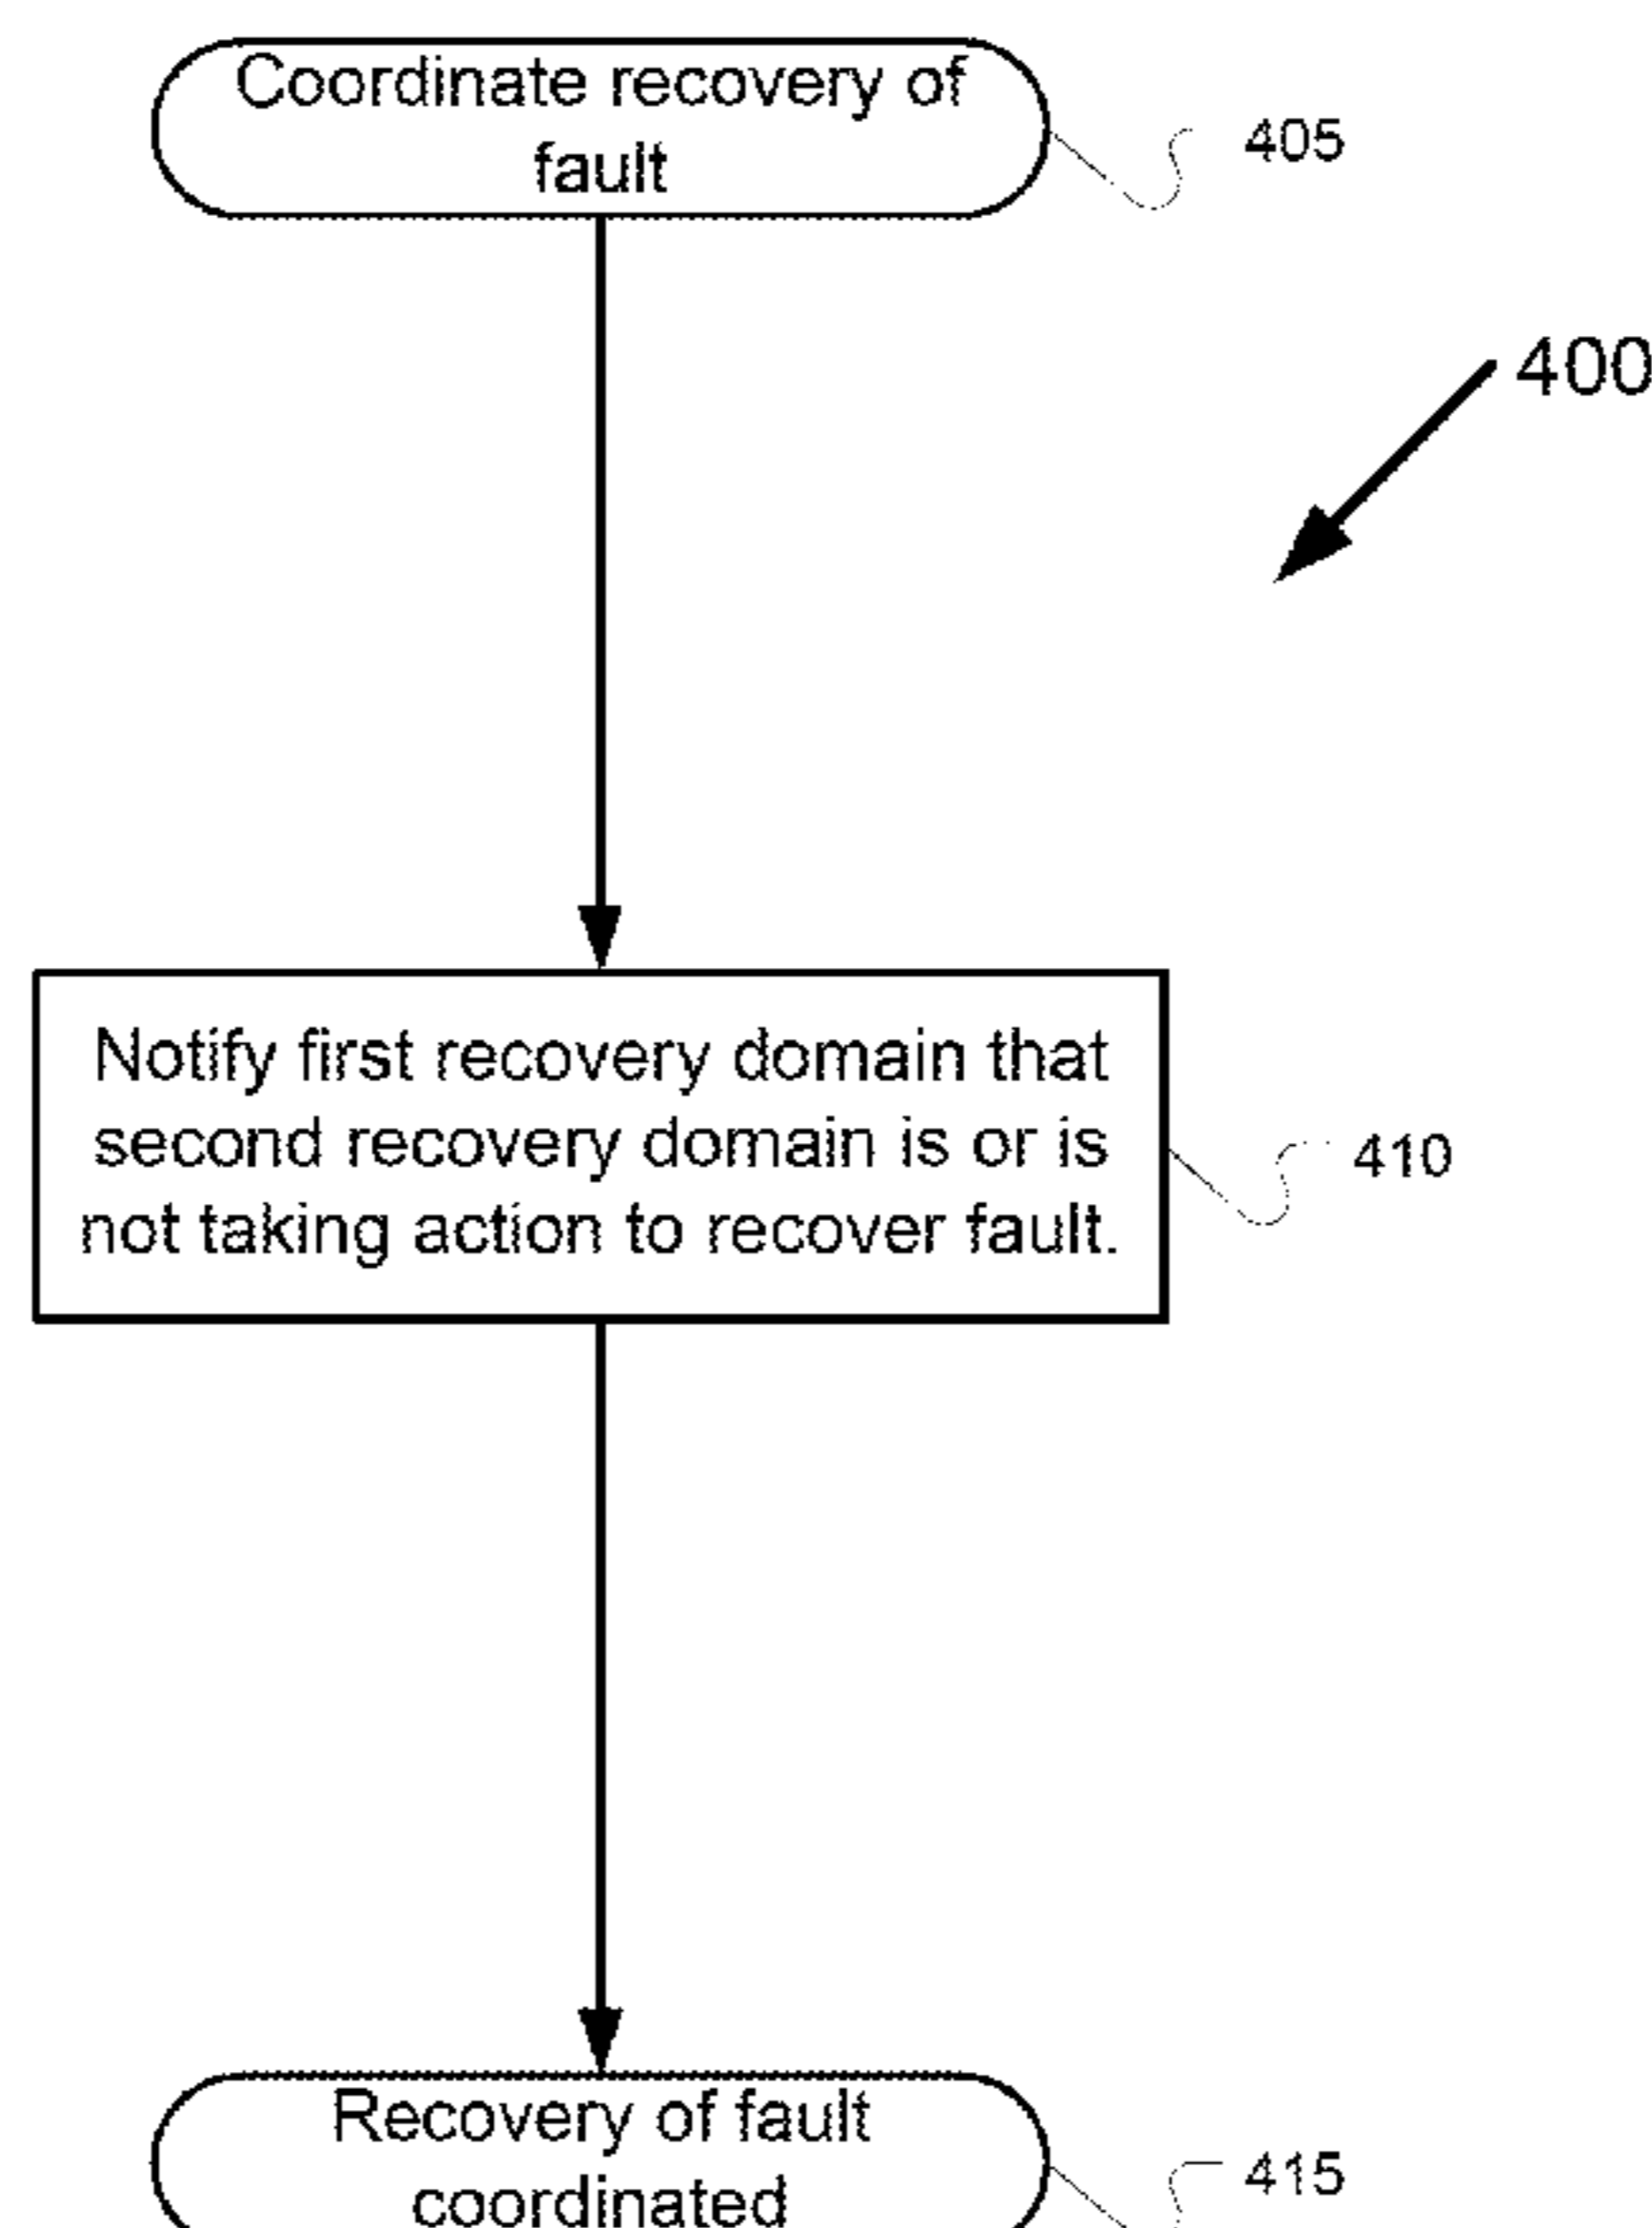 Coordinate recovery of
fault
405
400
Notify first recovery domain that
second recovery domain is or is
not taking action to recover fault.
410
Recovery of fault
coordinated
415